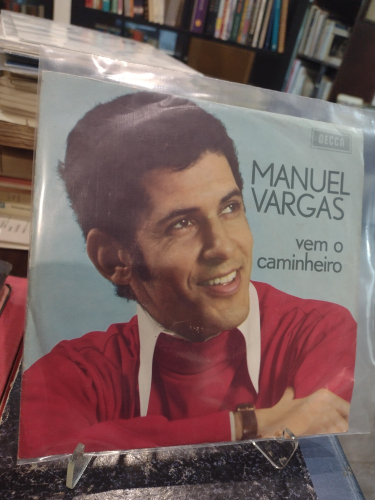 DECCA
MANUEL
VARGAS
vem o
caminheiro